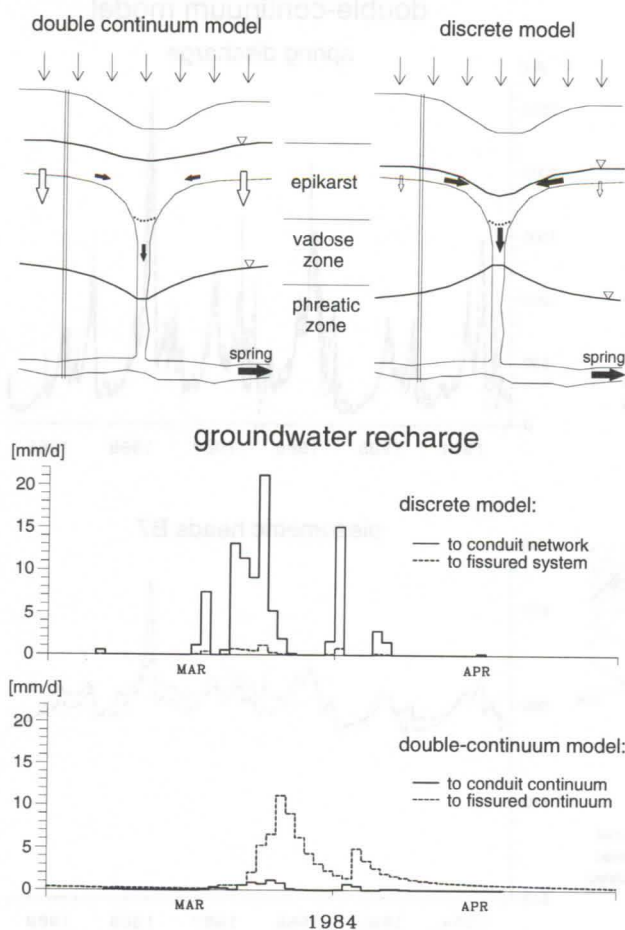 double continuum model
discrete model
epikarst
vadose
zone
phreatic
zone
spring
spring
groundwater recharge
[mm/d]
20
15
10
5
0
discrete model:
to conduit network
to fissured system
MAR
APR
[mm/d]
20
15
10
5
0
double-continuum model:
to conduit continuum
to fissured continuum
MAR
APR
1984